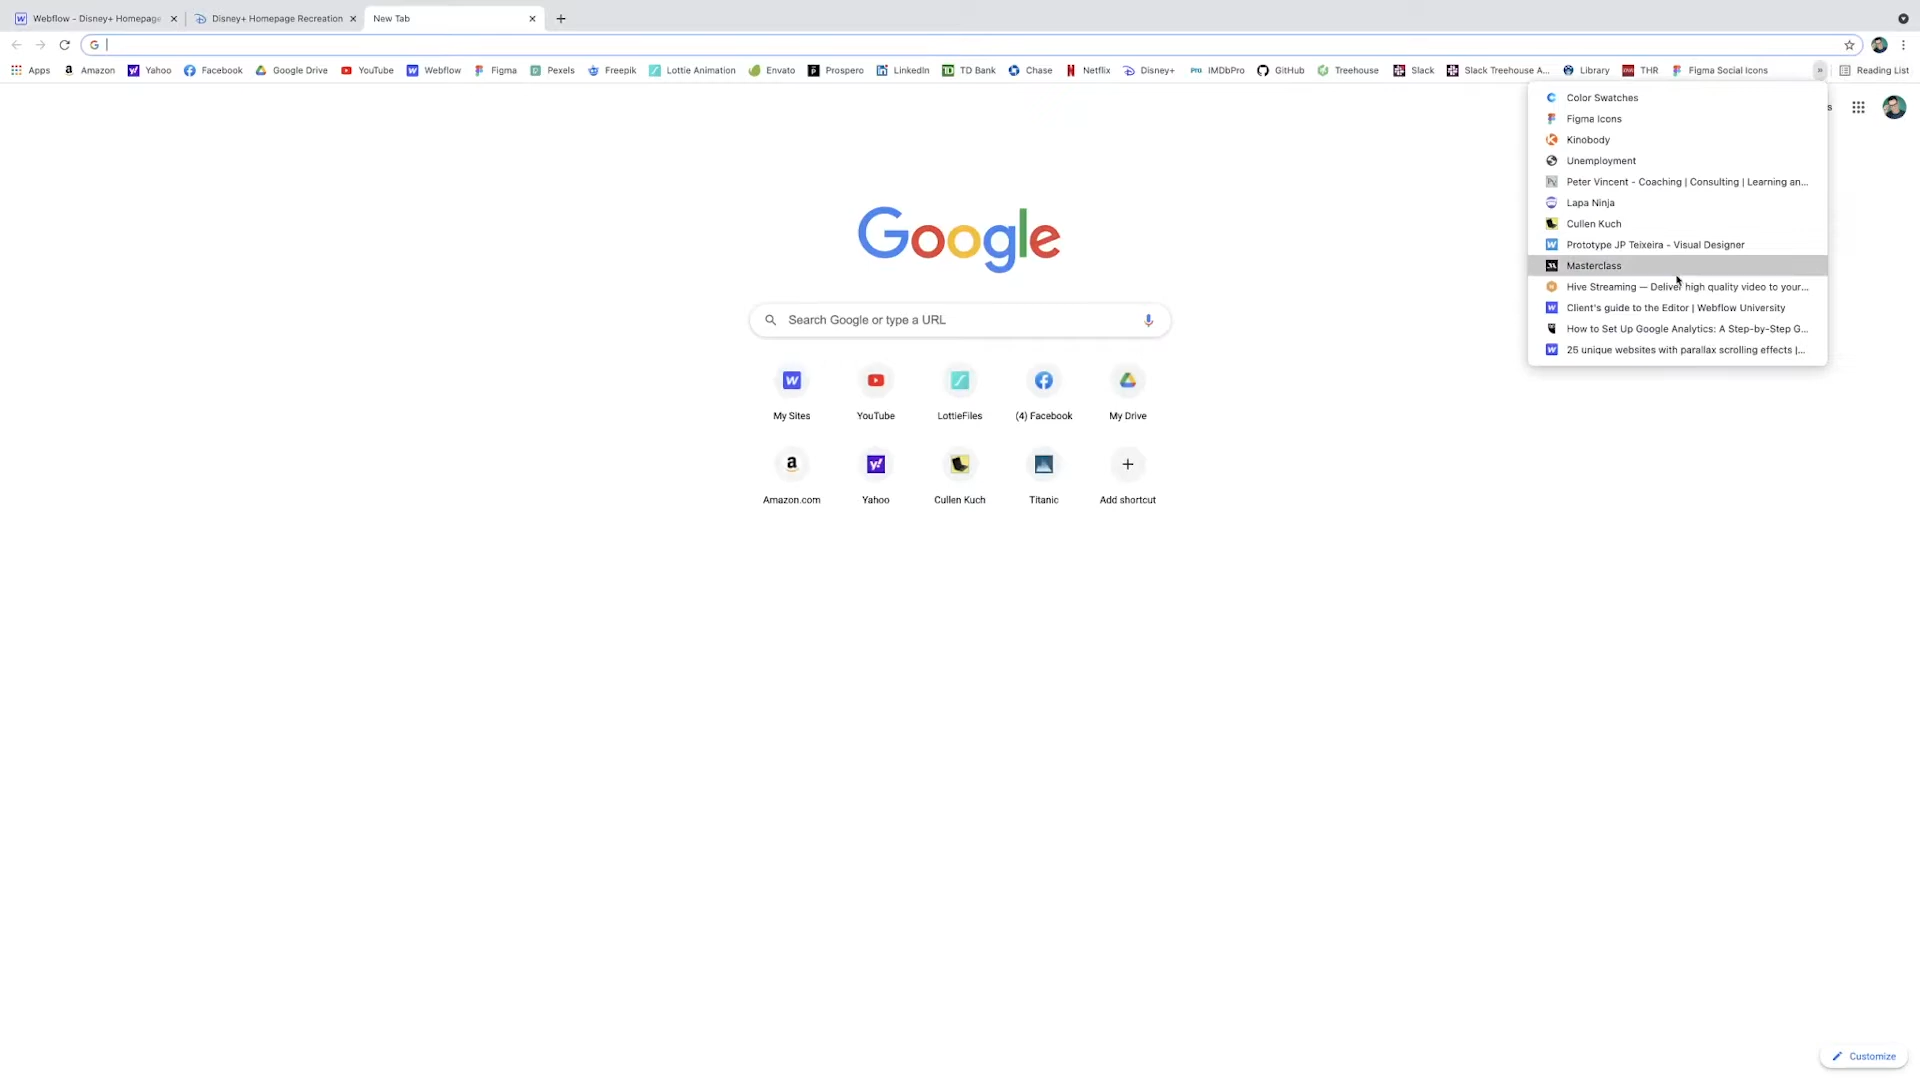 Webflow - Disney+ Homepage
Disney+ Homepage Recreation
New Tab
Apps
Amazon
Yahoo
Facebook
Google Drive
YouTube
Webflow
Figma
Pexels
Freepik
Lottie Animation
Envato
Prospero
LinkedIn
TD Bank
Chase
Netflix
Disney+
IMDbPro
GitHub
Treehouse
Slack
Slack Treehouse A...
Library
THR
Figma Social Icons
»
Reading List
Color Swatches
Figma Icons
Kinobody
Unemployment
Peter Vincent - Coaching | Consulting | Learning an...
Lapa Ninja
Cullen Kuch
Prototype JP Teixeira - Visual Designer
Masterclass
Hive Streaming — Deliver high quality video to your...
Client's guide to the Editor | Webflow University
How to Set Up Google Analytics: A Step-by-Step G...
25 unique websites with parallax scrolling effects |...
Google
Search Google or type a URL
My Sites
YouTube
LottieFiles
(4) Facebook
My Drive
Amazon.com
Yahoo
Cullen Kuch
Titanic
Add shortcut
Customize